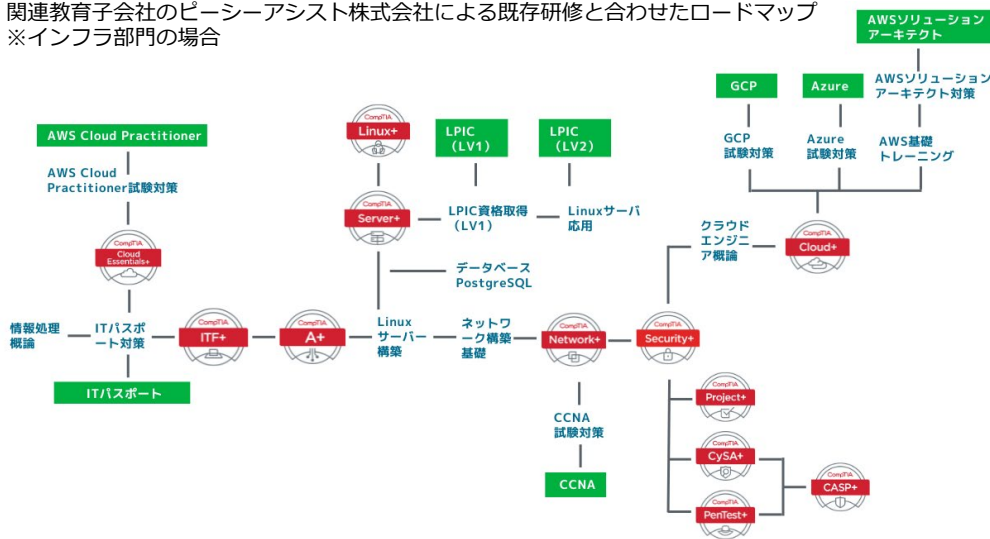 関連教育子会社のピーシーアシスト株式会社による既存研修と合わせたロードマップ
※インフラ部門の場合
AWSソリューション
アーキテクト
GCP
Azure
AWSソリューション
アーキテクト対策
GCP
試験対策
Azure
試験対策
AWS基礎
トレーニング
CompTIA
Cloud+
クラウド
エンジニ
ア概論
AWS Cloud Practitioner
AWS Cloud
Practitioner試験対策
CompTIA
Cloud
Essentials+
CompTIA
Linux+
LPIC
(LV1)
LPIC
(LV2)
CompTIA
Server+
LPIC資格取得
(LV1)
Linuxサーバ
応用
データベース
PostgreSQL
情報処理
概論
ITパスポ
ート対策
ITパスポート
CompTIA
ITF+
CompTIA
A+
Linux
サーバー
構築
ネットワ
ーク構築
基礎
CompTIA
Network+
CompTIA
Security+
CCNA
試験対策
CCNA
CompTIA
Project+
CompTIA
CySA+
CompTIA
PenTest+
CompTIA
CASP+